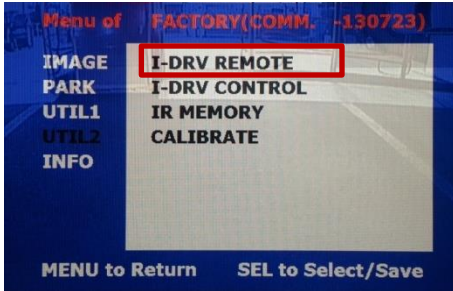 Menu of FACTORY(COMM. -130723)
IMAGE I-DRV REMOTE
PARK I-DRV CONTROL
UTIL1 IR MEMORY
UTIL2 CALIBRATE
INFO
MENU to Return SEL to Select/Save